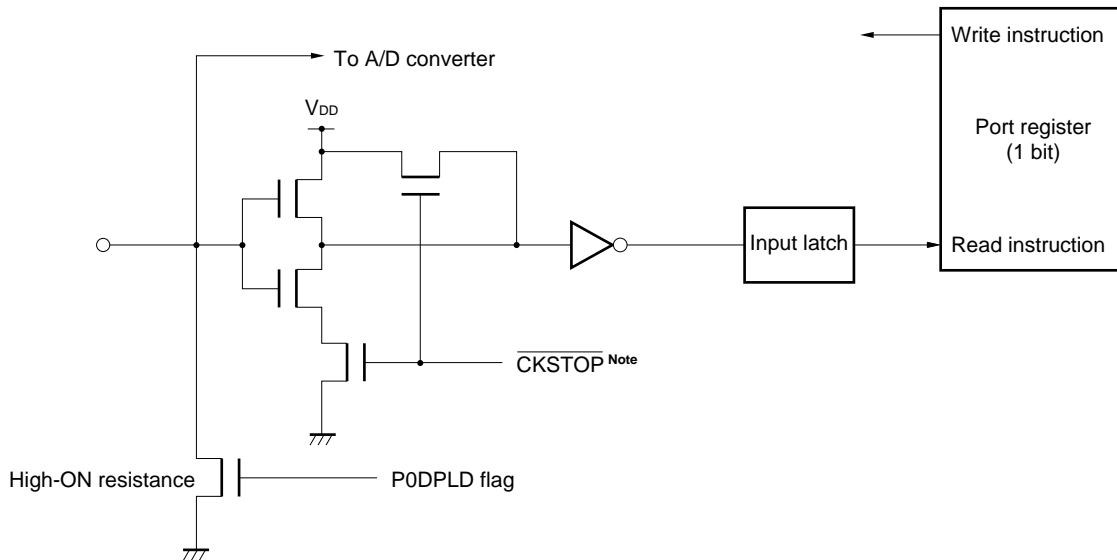 To A/D converter
Write instruction
VDD
Port register
(1 bit)
Input latch
Read instruction
CKSTOP Note
High-ON resistance
P0DPLD flag